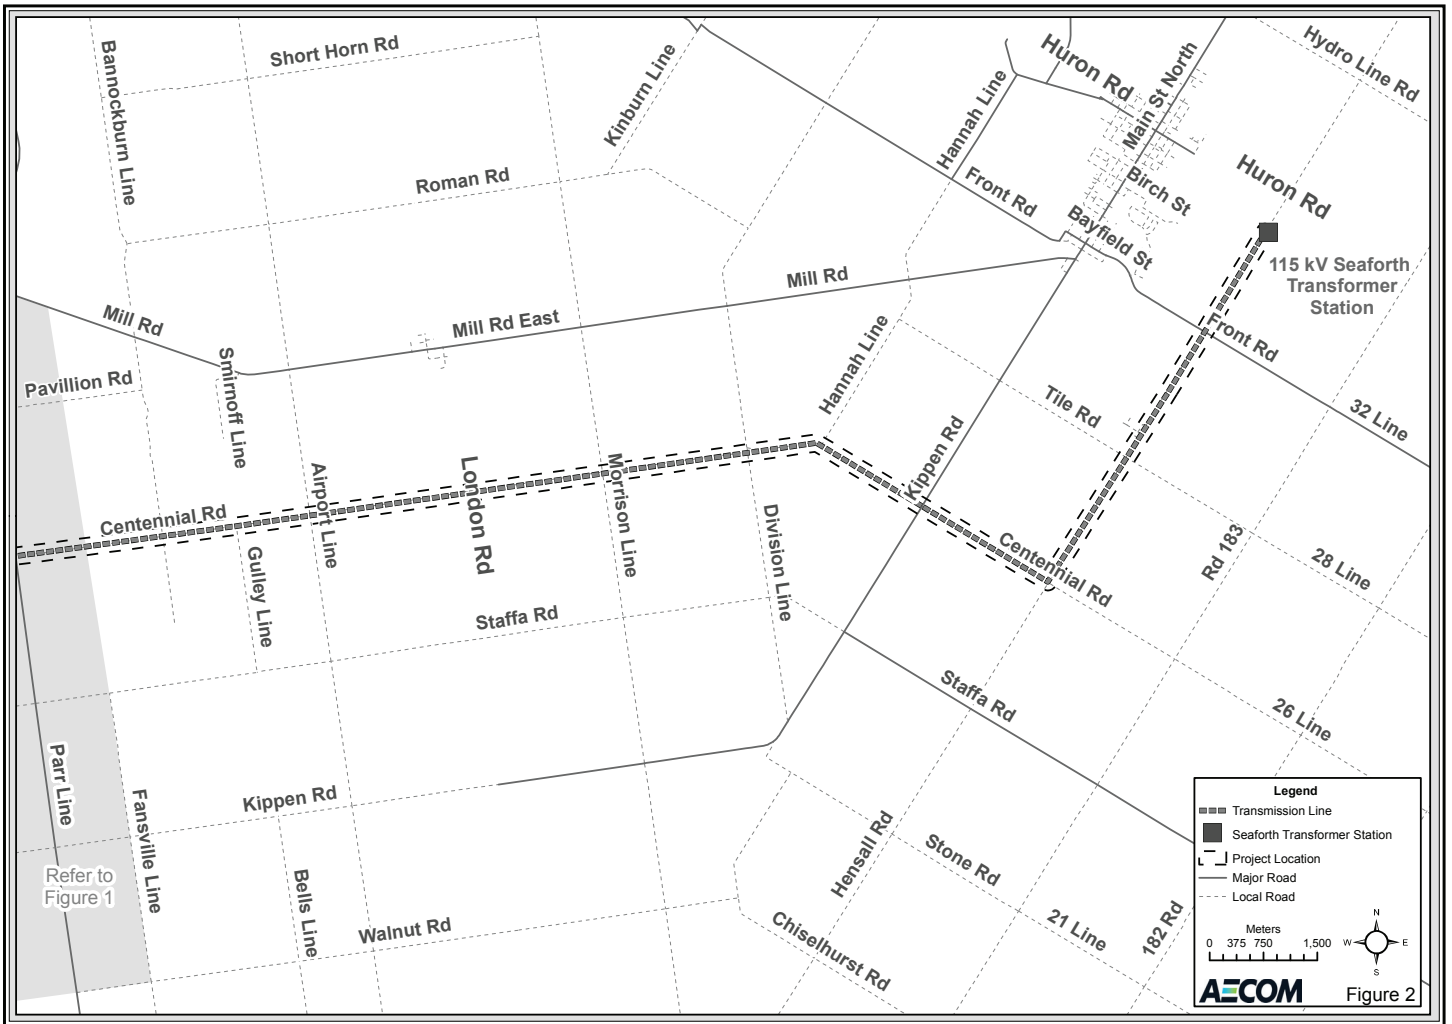 Short Horn Rd
Bannockburn Line
Kinburn Line
Roman Rd
Huron Rd
Hannah Line
Main St North
Hydro Line Rd
Front Rd
Birch St
Huron Rd
Bayfield St
115 kV Seaforth
Transformer
Station
Mill Rd
Mill Rd
Mill Rd East
Pavillion Rd
Smirnoff Line
Hannah Line
Front Rd
Tile Rd
32 Line
Centennial Rd
Airport Line
London Rd
Morrison Line
Division Line
Kippen Rd
Centennial Rd
Rd 183
28 Line
Gulley Line
Staffa Rd
Staffa Rd
26 Line
Parr Line
Fansville Line
Kippen Rd
Refer to
Figure 1
Bells Line
Walnut Rd
Hensall Rd
Stone Rd
Chiselhurst Rd
21 Line
182 Rd
Legend
Transmission Line
Seaforth Transformer Station
Project Location
Major Road
Local Road
Meters
0 375 750 1,500
N
W E
S
AECOM
Figure 2